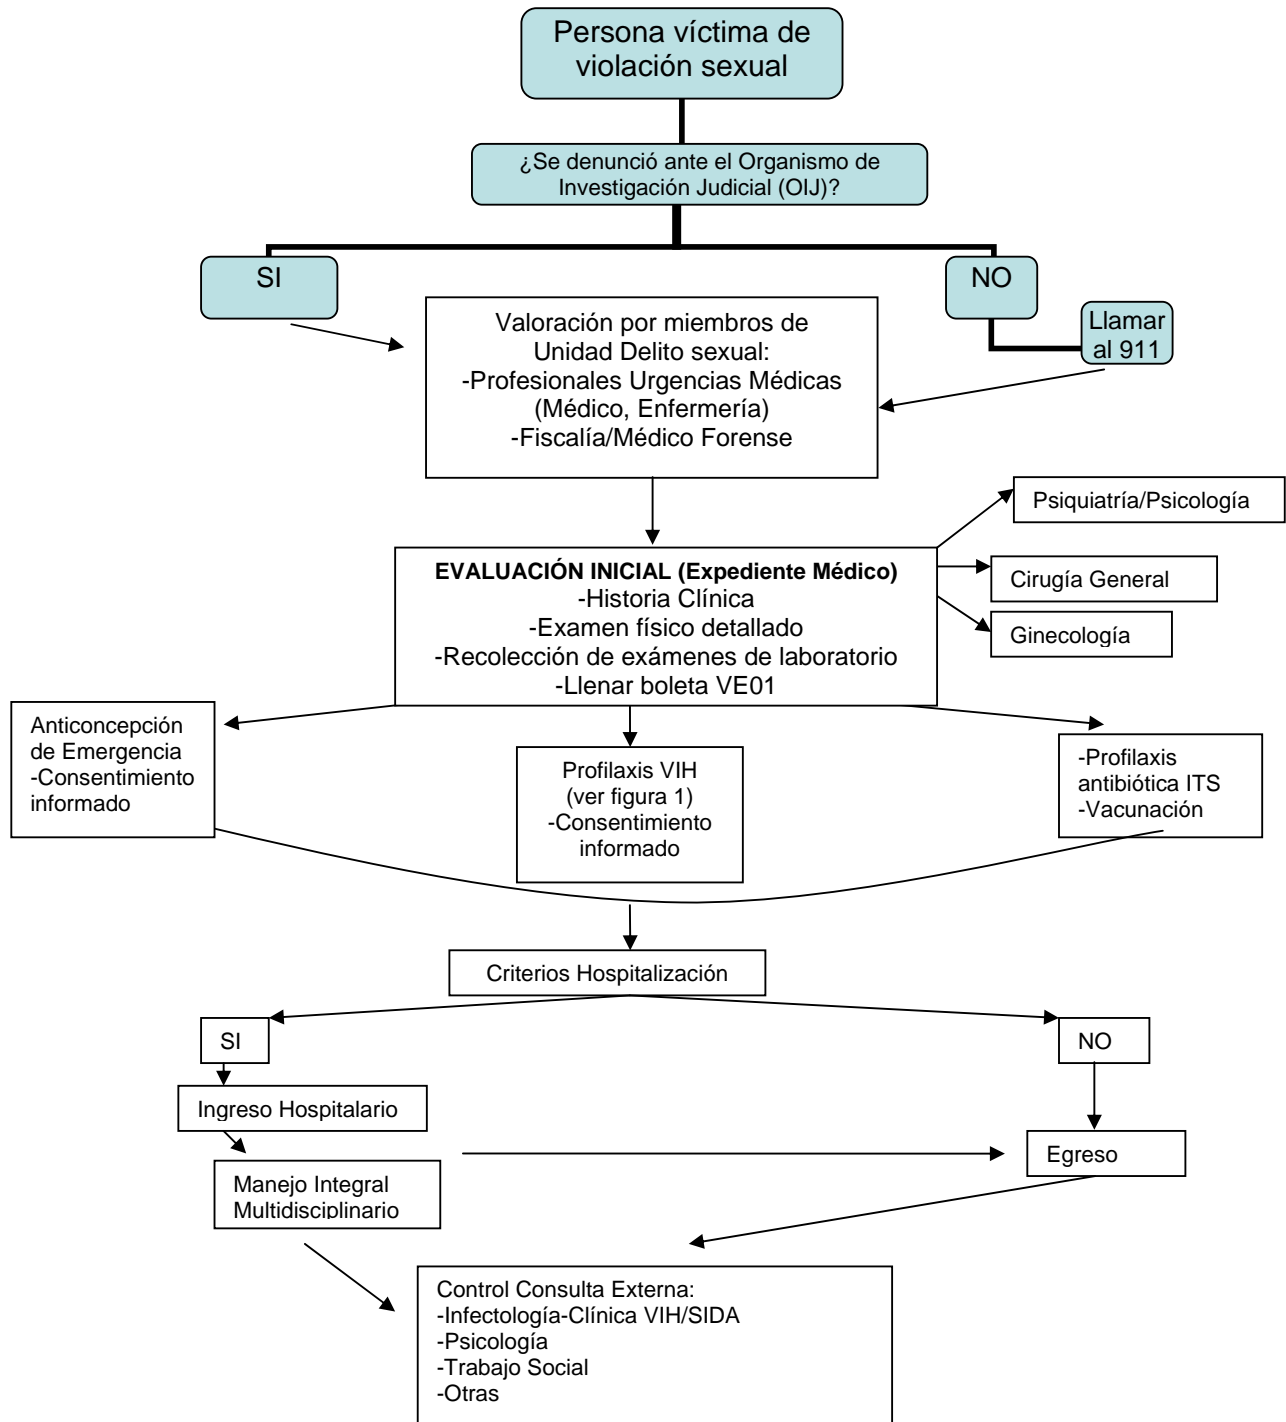 Persona víctima de
violación sexual
¿Se denunció ante el Organismo de
Investigación Judicial (OIJ)?
SI
NO
Llamar
al 911
Valoración por miembros de
Unidad Delito sexual:
-Profesionales Urgencias Médicas
(Médico, Enfermería)
-Fiscalía/Médico Forense
Psiquiatría/Psicología
EVALUACIÓN INICIAL (Expediente Médico)
-Historia Clínica
-Examen físico detallado
-Recolección de exámenes de laboratorio
-Llenar boleta VE01
Cirugía General
Ginecología
Anticoncepción
de Emergencia
-Consentimiento
informado
Profilaxis VIH
(ver figura 1)
-Consentimiento
informado
-Profilaxis
antibiótica ITS
-Vacunación
Criterios Hospitalización
SI
NO
Ingreso Hospitalario
Egreso
Manejo Integral
Multidisciplinario
Control Consulta Externa:
-Infectología-Clínica VIH/SIDA
-Psicología
-Trabajo Social
-Otras